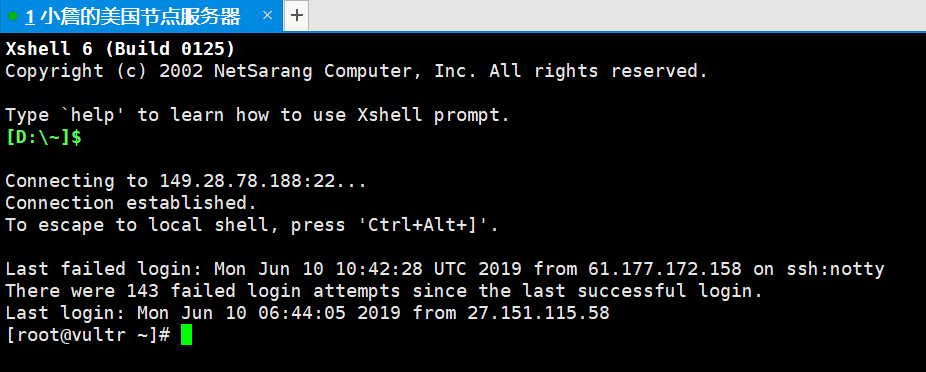 1 小詹的美国节点服务器 × +
Xshell 6 (Build 0125)
Copyright (c) 2002 NetSarang Computer, Inc. All rights reserved.
Type `help' to learn how to use Xshell prompt.
[D:\~]$
Connecting to 149.28.78.188:22...
Connection established.
To escape to local shell, press 'Ctrl+Alt+]'.
Last failed login: Mon Jun 10 10:42:28 UTC 2019 from 61.177.172.158 on ssh:notty
There were 143 failed login attempts since the last successful login.
Last login: Mon Jun 10 06:44:05 2019 from 27.151.115.58
[root@vultr ~]#